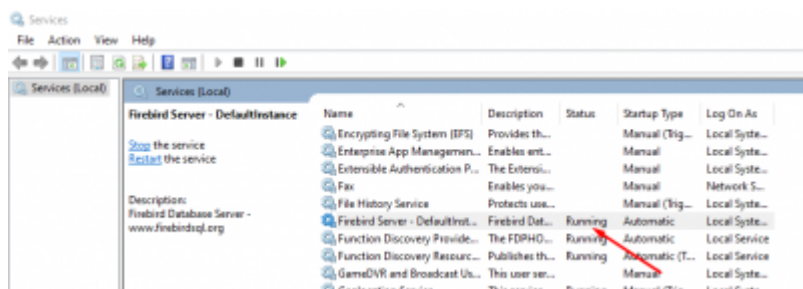 Services
File Action View Help
Services (Local)
Services (Local)
Firebird Server - DefaultInstance
Stop the service
Restart the service
Description:
Firebird Database Server -
www.firebirdsql.org
Name Description Status Startup Type Log On As
Encrypting File System (EFS) Provides th... Manual (Trig... Local Syste...
Enterprise App Managemen... Enables ent... Manual Local Syste...
Extensible Authentication P... The Extensi... Manual Local Syste...
Fax Enables you... Manual Network S...
File History Service Protects use... Manual (Trig... Local Syste...
Firebird Server - DefaultInst... Firebird Dat... Running Automatic Local Syste...
Function Discovery Provide... The FDPHO... Running Automatic Local Service
Function Discovery Resourc... Publishes th... Running Automatic (T... Local Service
GameDVR and Broadcast Us... This user ser... Manual Local Syste...